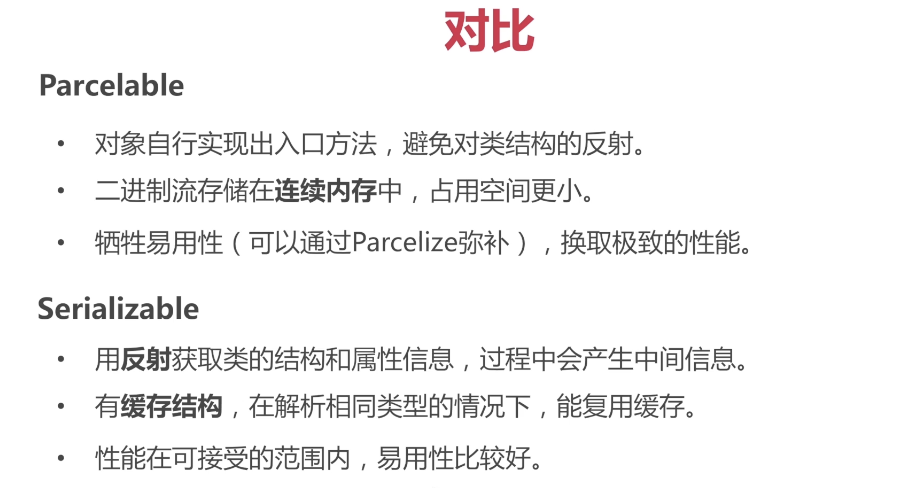 对比
Parcelable
• 对象自行实现出入口方法，避免对类结构的反射。
• 二进制流存储在连续内存中，占用空间更小。
• 牺牲易用性（可以通过Parcelize弥补），换取极致的性能。
Serializable
• 用反射获取类的结构和属性信息，过程中会产生中间信息。
• 有缓存结构，在解析相同类型的情况下，能复用缓存。
• 性能在可接受的范围内，易用性比较好。